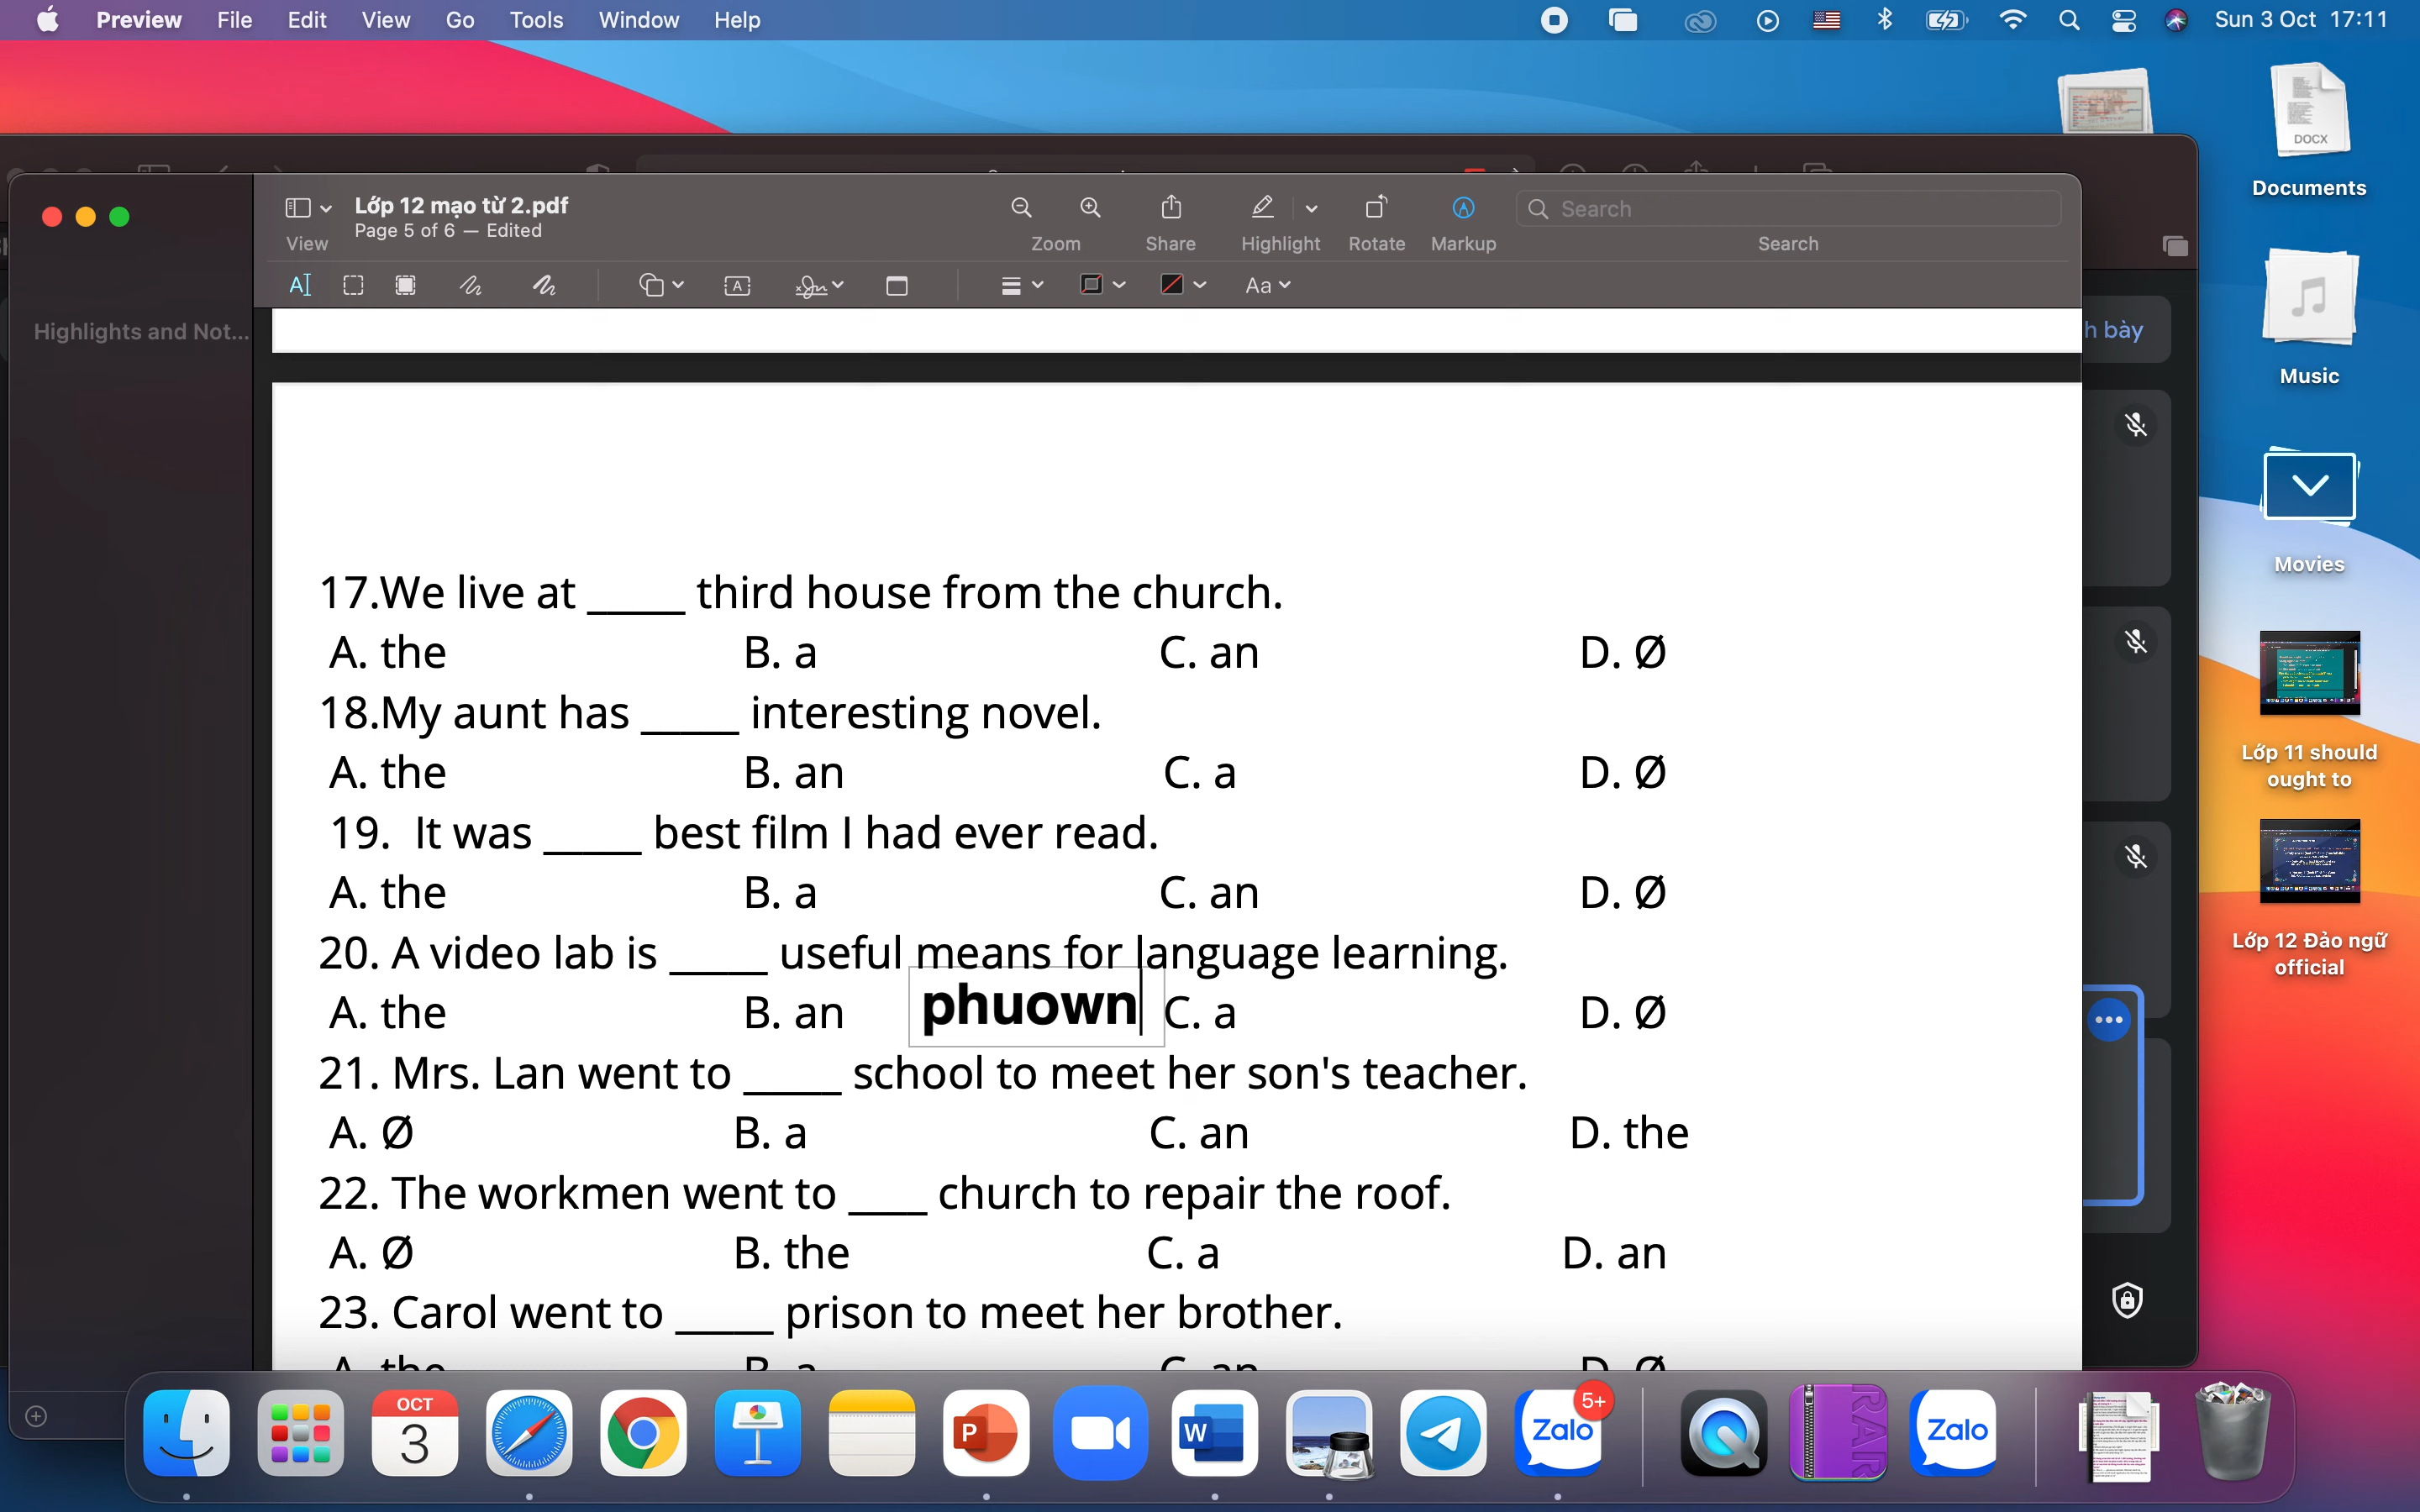 Preview File Edit View Go Tools Window Help Sun 3 Oct 17:11
Lớp 12 mạo từ 2.pdf
Page 5 of 6 — Edited
View Zoom Share Highlight Rotate Markup Search
Search
Aa
Highlights and Not...
h bày
17.We live at _____ third house from the church.
A. the B. a C. an D. Ø
18.My aunt has _____ interesting novel.
A. the B. an C. a D. Ø
19. It was _____ best film I had ever read.
A. the B. a C. an D. Ø
20. A video lab is _____ useful means for language learning.
A. the B. an phuown C. a D. Ø
21. Mrs. Lan went to _____ school to meet her son's teacher.
A. Ø B. a C. an D. the
22. The workmen went to ____ church to repair the roof.
A. Ø B. the C. a D. an
23. Carol went to _____ prison to meet her brother.
A. the B. a C. an D. Ø
DOCX
Documents
Music
Movies
Lớp 11 should
ought to
Lớp 12 Đảo ngữ
official
OCT
3
P
W
Zalo
5+
RAR
Zalo